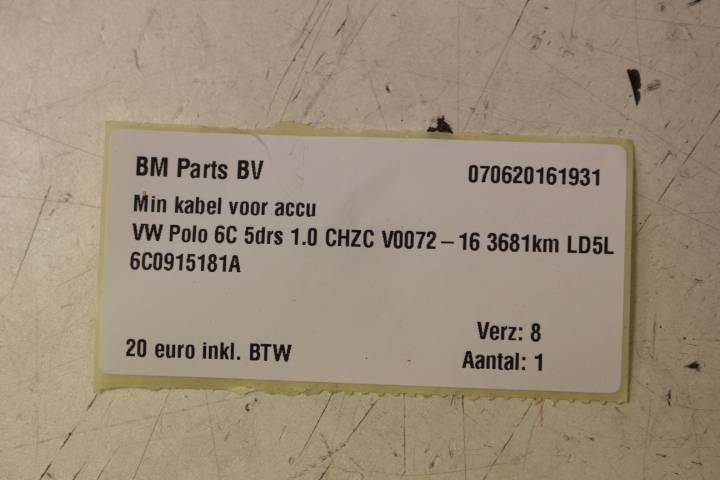 BM Parts BV 070620161931
Min kabel voor accu
VW Polo 6C 5drs 1.0 CHZC V0072 – 16 3681km LD5L
6C0915181A
Verz: 8
20 euro inkl. BTW Aantal: 1